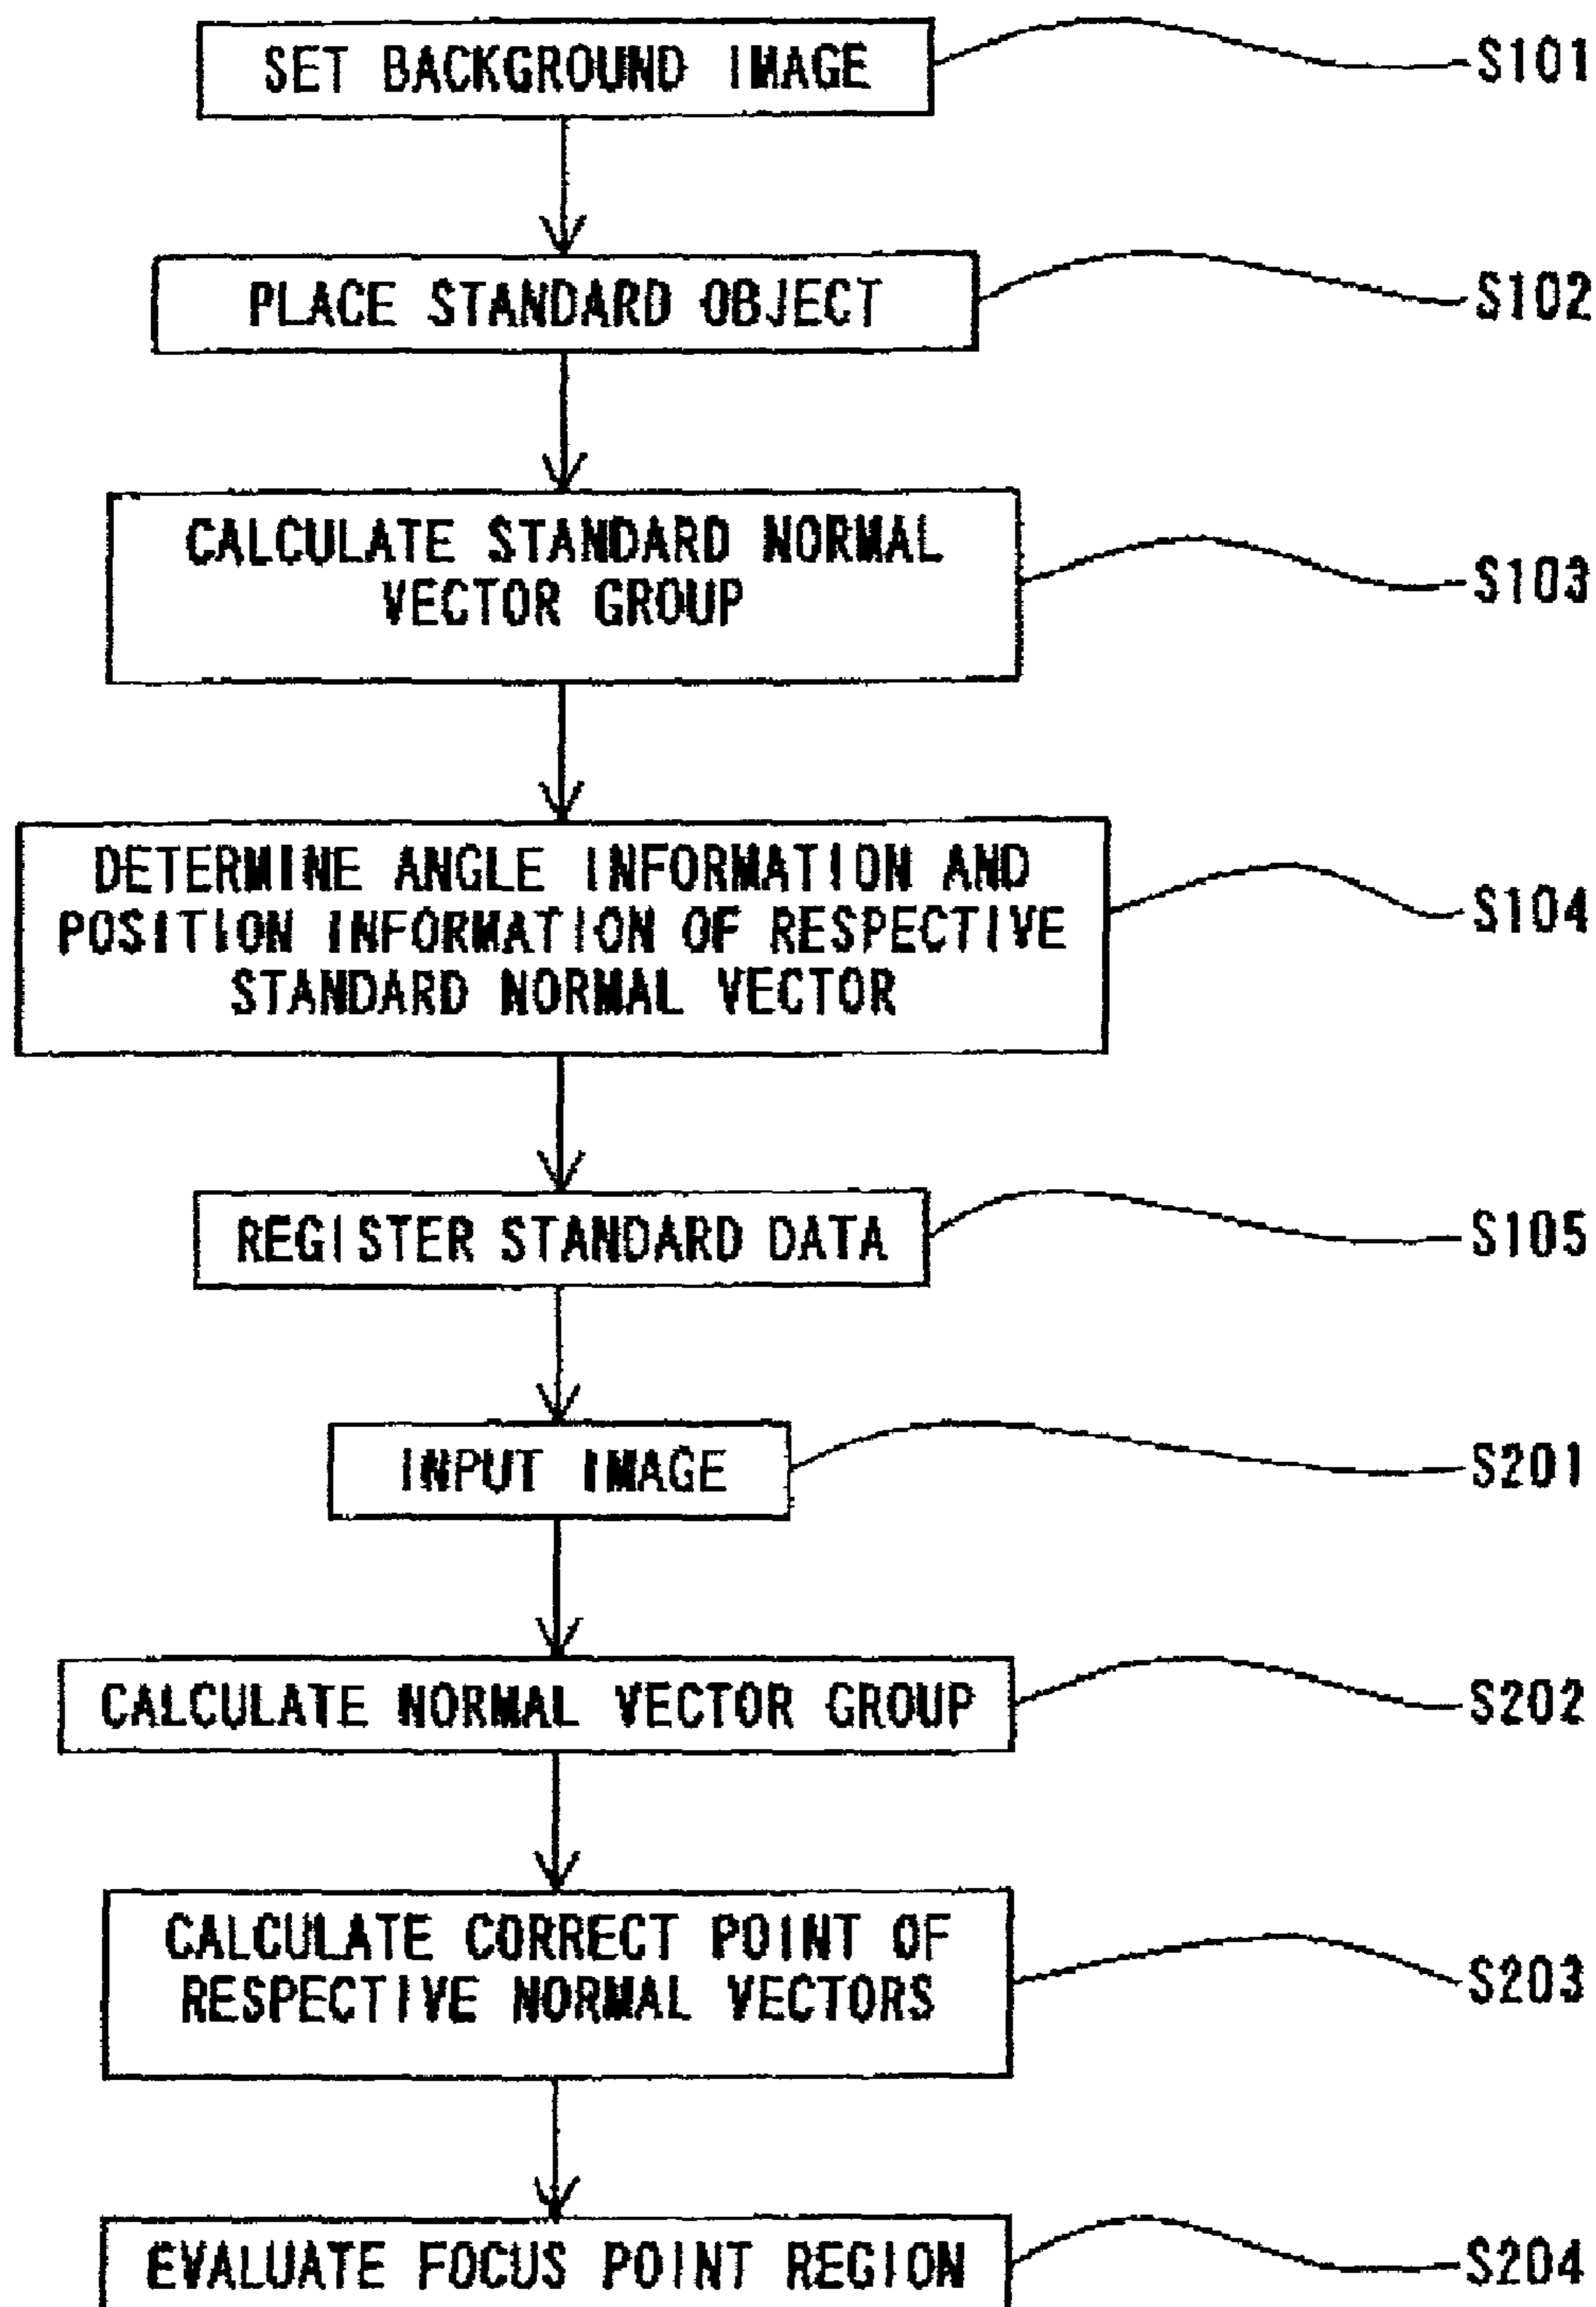 SET BACKGROUND IMAGE
S101
PLACE STANDARD OBJECT
S102
CALCULATE STANDARD NORMAL
VECTOR GROUP
S103
DETERMINE ANGLE INFORMATION AND
POSITION INFORMATION OF RESPECTIVE
STANDARD NORMAL VECTOR
S104
REGISTER STANDARD DATA
S105
INPUT IMAGE
S201
CALCULATE NORMAL VECTOR GROUP
S202
CALCULATE CORRECT POINT OF
RESPECTIVE NORMAL VECTORS
S203
EVALUATE FOCUS POINT REGION
S204